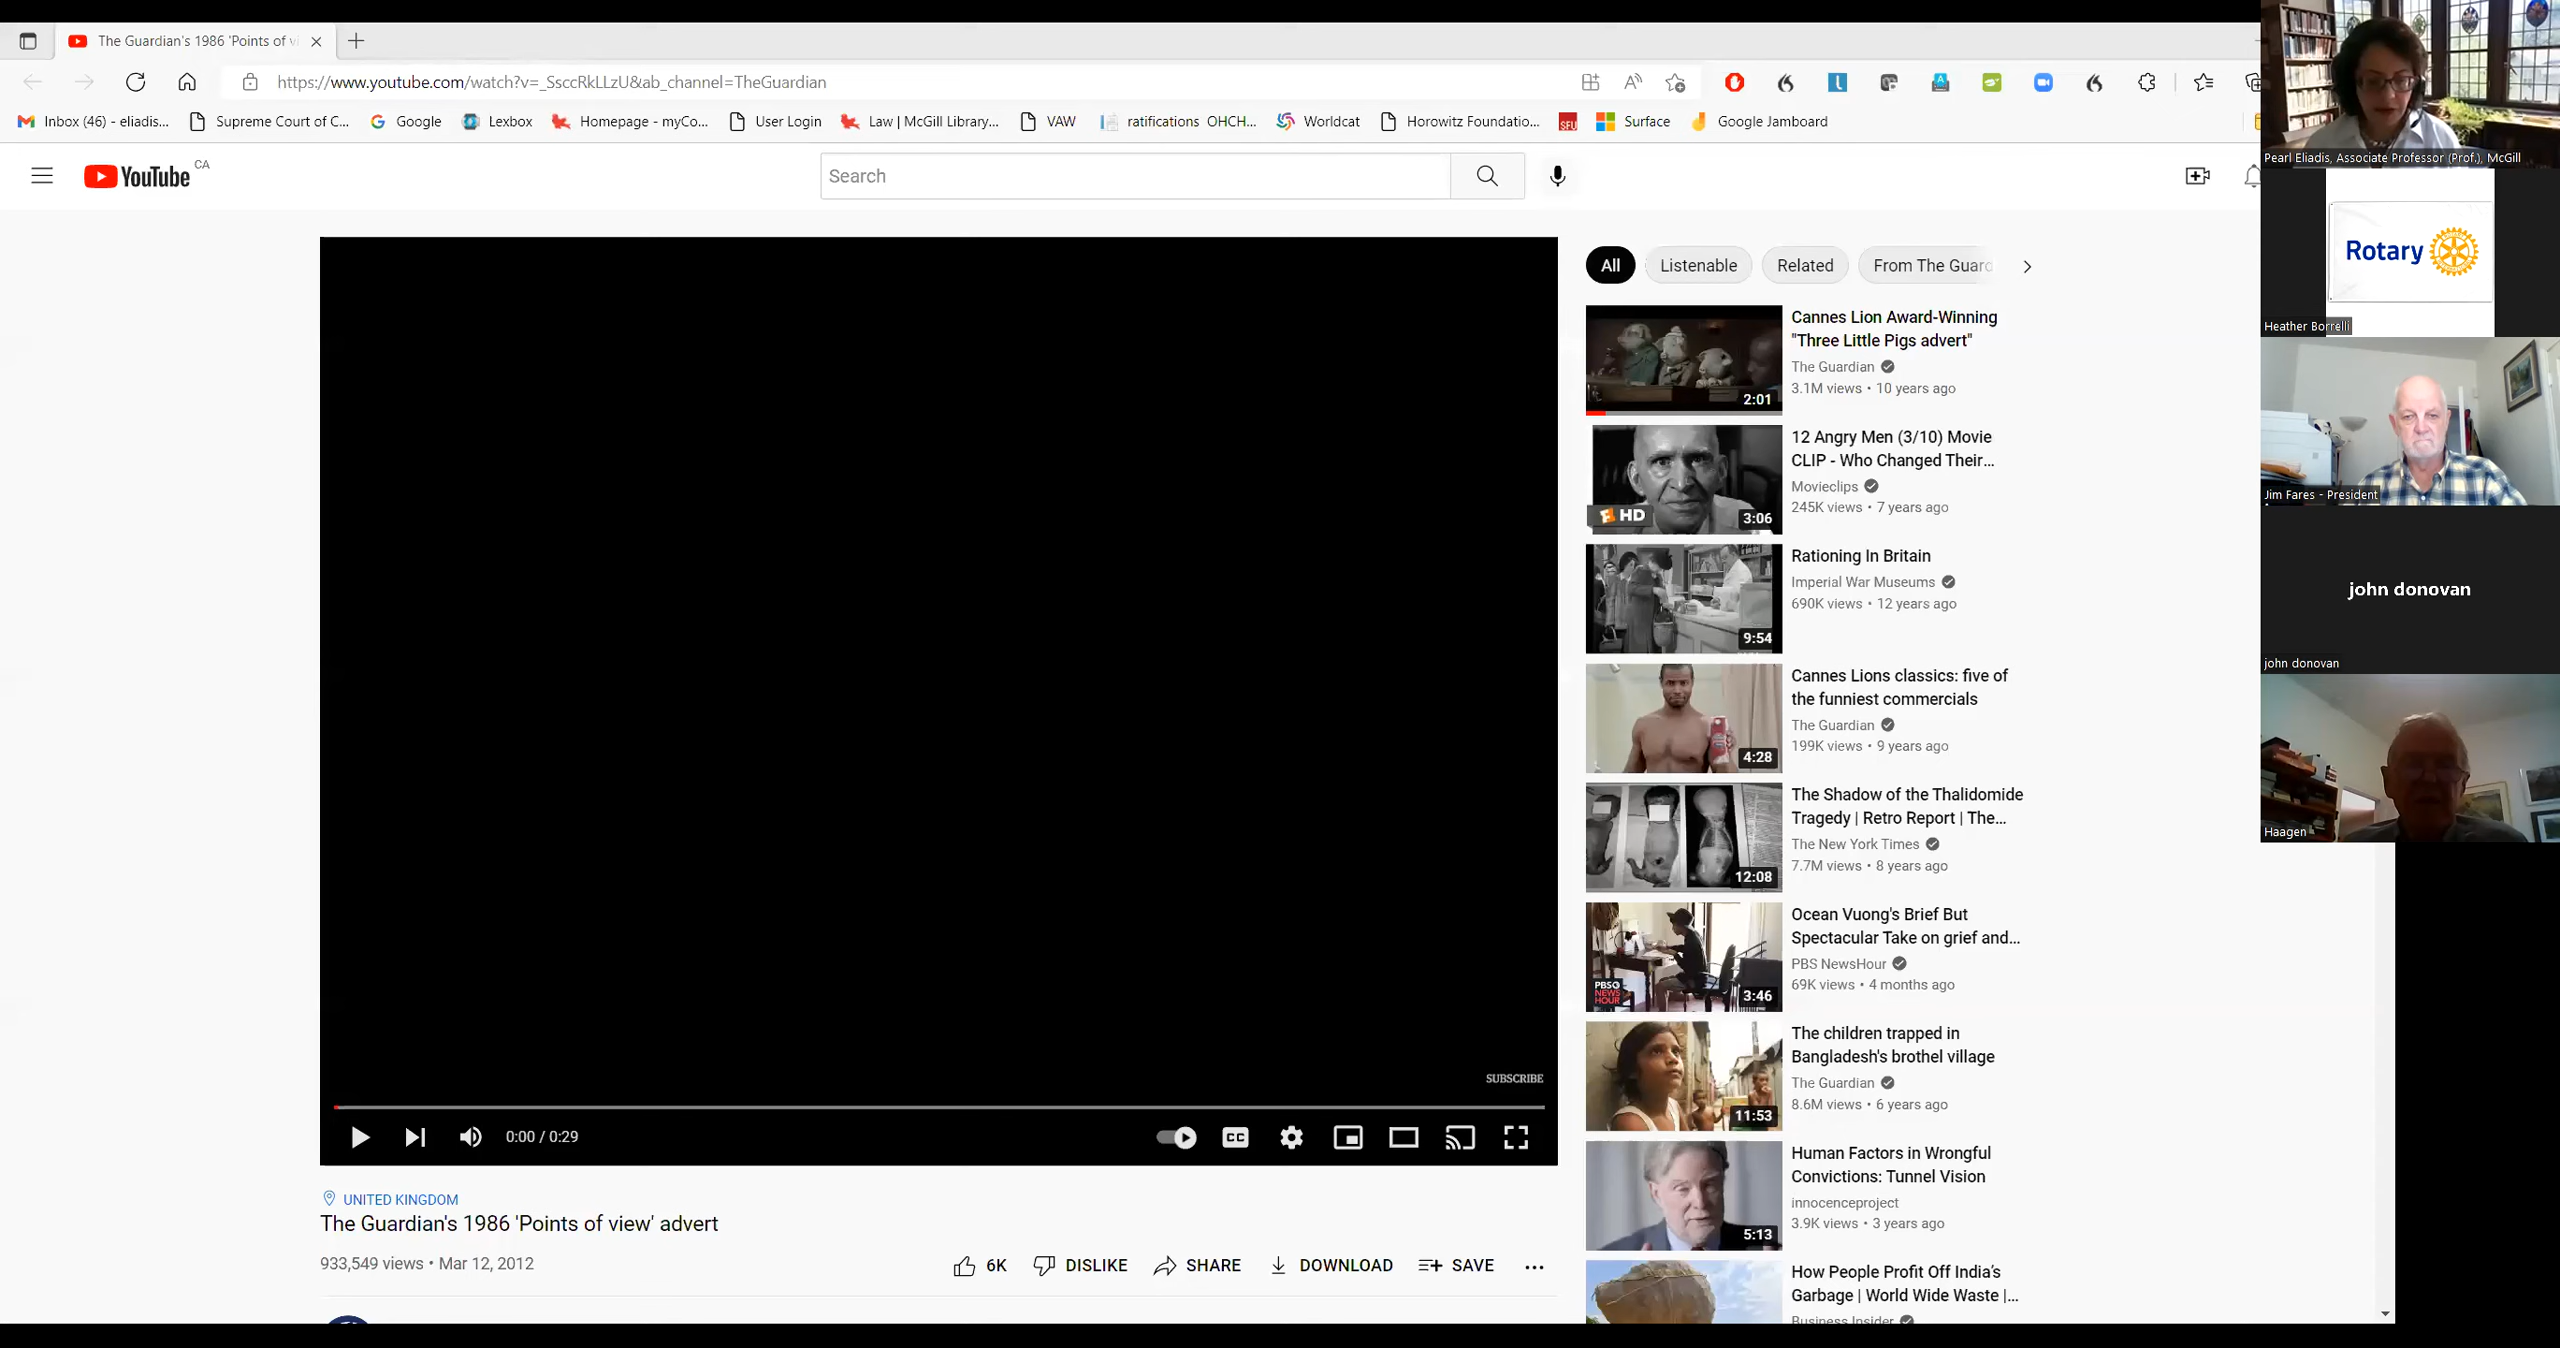 The Guardian's 1986 'Points of vi
https://www.youtube.com/watch?v=_SsccRkLLzU&ab_channel=TheGuardian
Inbox (46) - eliadis... Supreme Court of C... Google Lexbox Homepage - myCo... User Login Law | McGill Library... VAW ratifications OHCH... Worldcat Horowitz Foundatio... SFU Surface Google Jamboard
YouTube CA
Search
All Listenable Related From The Guard
Cannes Lion Award-Winning
"Three Little Pigs advert"
The Guardian
3.1M views • 10 years ago
2:01
12 Angry Men (3/10) Movie
CLIP - Who Changed Their...
Movieclips
245K views • 7 years ago
HD
3:06
Rationing In Britain
Imperial War Museums
690K views • 12 years ago
9:54
Cannes Lions classics: five of
the funniest commercials
The Guardian
199K views • 9 years ago
4:28
The Shadow of the Thalidomide
Tragedy | Retro Report | The...
The New York Times
7.7M views • 8 years ago
12:08
Ocean Vuong's Brief But
Spectacular Take on grief and...
PBS NewsHour
69K views • 4 months ago
PBS
NEWS
HOUR
3:46
The children trapped in
Bangladesh's brothel village
The Guardian
8.6M views • 6 years ago
11:53
Human Factors in Wrongful
Convictions: Tunnel Vision
innocenceproject
3.9K views • 3 years ago
5:13
How People Profit Off India's
Garbage | World Wide Waste |...
Business Insider
SUBSCRIBE
0:00 / 0:29
CC
UNITED KINGDOM
The Guardian's 1986 'Points of view' advert
933,549 views • Mar 12, 2012
6K DISLIKE SHARE DOWNLOAD SAVE
Pearl Eliadis, Associate Professor (Prof.), McGill
Rotary
Heather Borrelli
Jim Fares - President
john donovan
john donovan
Haagen